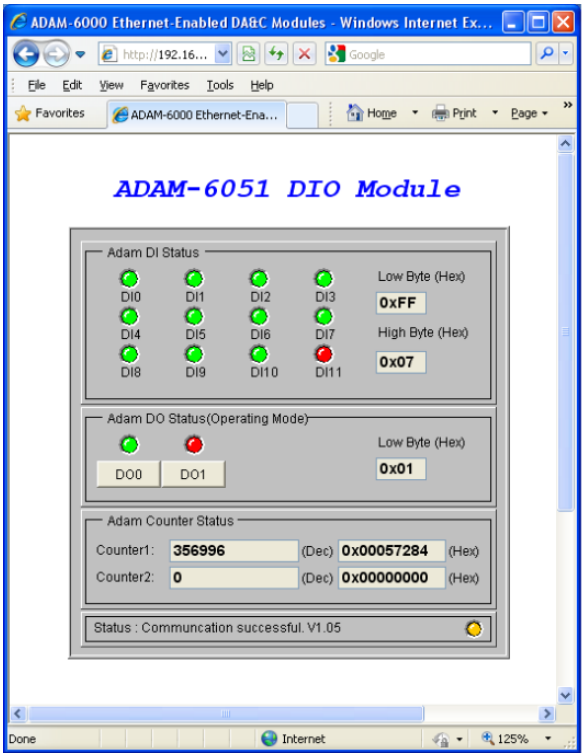 ADAM-6000 Ethernet-Enabled DA&C Modules - Windows Internet Ex...
http://192.16...
Google
File Edit View Favorites Tools Help
Favorites ADAM-6000 Ethernet-Ena... Home Print Page »
ADAM-6051 DIO Module
Adam DI Status
Low Byte (Hex)
DI0 DI1 DI2 DI3
0xFF
DI4 DI5 DI6 DI7
High Byte (Hex)
0x07
DI8 DI9 DI10 DI11
Adam DO Status(Operating Mode)
Low Byte (Hex)
DO0 DO1
0x01
Adam Counter Status
Counter1: 356996 (Dec) 0x00057284 (Hex)
Counter2: 0 (Dec) 0x00000000 (Hex)
Status : Communcation successful. V1.05
Done Internet 125%